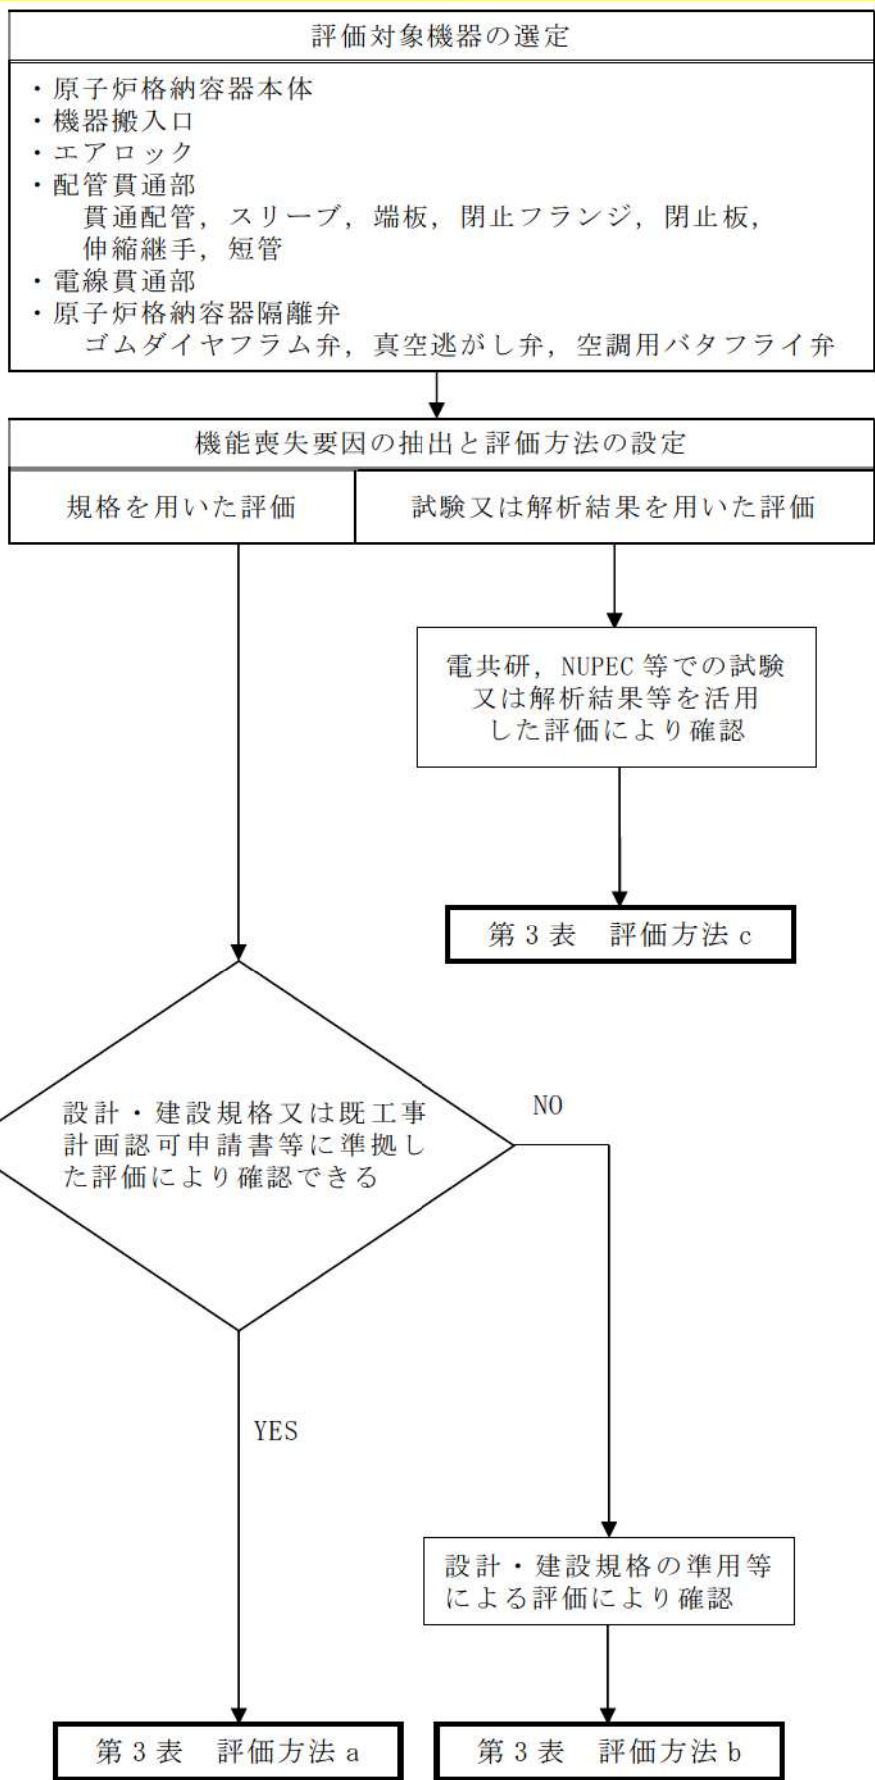 評価対象機器の選定
・原子炉格納容器本体
・機器搬入口
・エアロック
・配管貫通部
貫通配管，スリーブ，端板，閉止フランジ，閉止板，
伸縮継手，短管
・電線貫通部
・原子炉格納容器隔離弁
ゴムダイヤフラム弁，真空逃がし弁，空調用バタフライ弁
機能喪失要因の抽出と評価方法の設定
規格を用いた評価
試験又は解析結果を用いた評価
電共研，NUPEC 等での試験
又は解析結果等を活用
した評価により確認
第３表　評価方法 c
設計・建設規格又は既工事
計画認可申請書等に準拠し
た評価により確認できる
NO
YES
設計・建設規格の準用等
による評価により確認
第３表　評価方法 a
第３表　評価方法 b